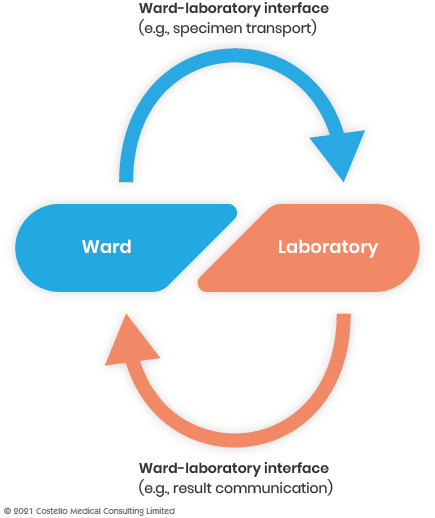 Ward-laboratory interface
(e.g., specimen transport)
Ward
Laboratory
Ward-laboratory interface
(e.g., result communication)
© 2021 Costello Medical Consulting Limited